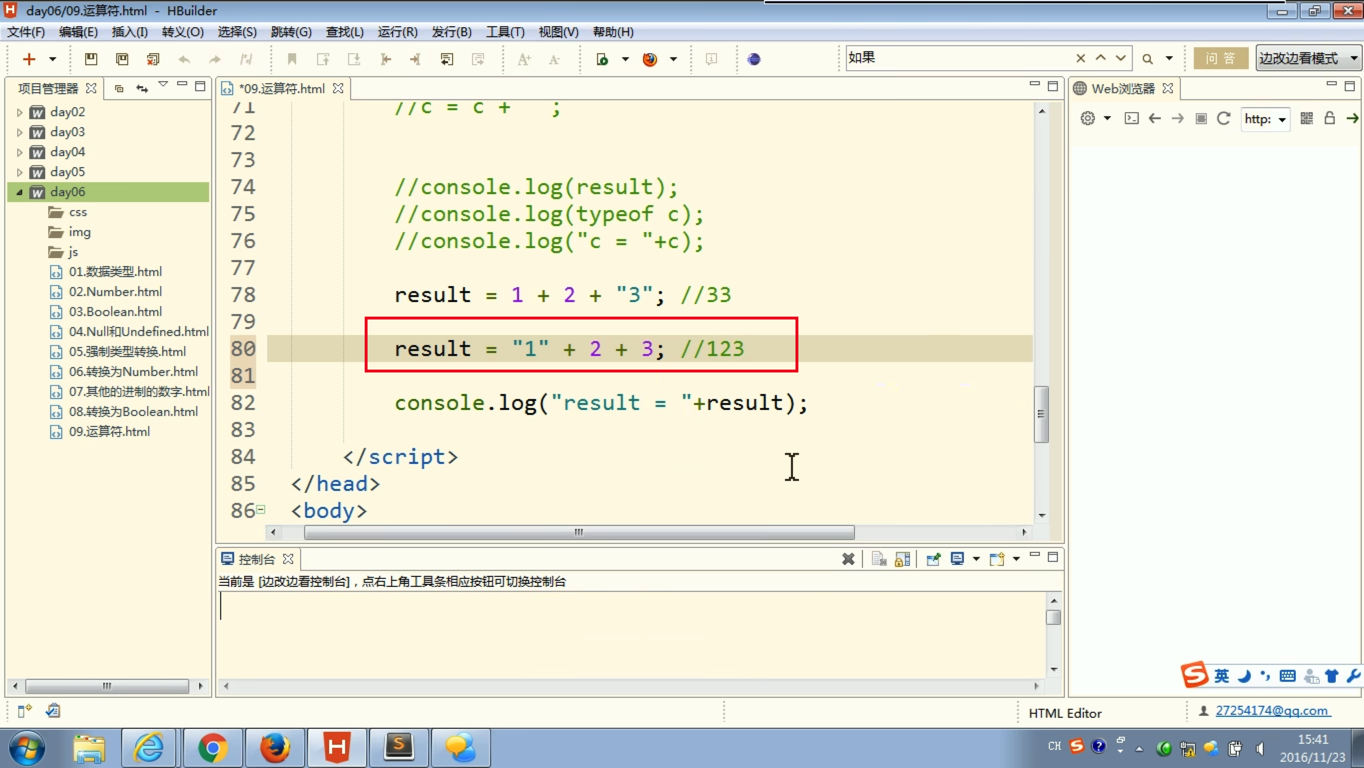 day06/09.运算符.html - HBuilder
文件(F) 编辑(E) 插入(I) 转义(O) 选择(S) 跳转(G) 查找(L) 运行(R) 发行(B) 工具(T) 视图(V) 帮助(H)
如果
问 答
边改边看模式
项目管理器
day02
day03
day04
day05
day06
css
img
js
01.数据类型.html
02.Number.html
03.Boolean.html
04.Null和Undefined.html
05.强制类型转换.html
06.转换为Number.html
07.其他的进制的数字.html
08.转换为Boolean.html
09.运算符.html
*09.运算符.html
71 //c = c + ;
72
73
74 //console.log(result);
75 //console.log(typeof c);
76 //console.log("c = "+c);
77
78 result = 1 + 2 + "3"; //33
79
80 result = "1" + 2 + 3; //123
81
82 console.log("result = "+result);
83
84 </script>
85 </head>
86 <body>
Web浏览器
http:
控制台
当前是 [边改边看控制台]，点右上角工具条相应按钮可切换控制台
英
HTML Editor
27254174@qq.com
CH
15:41
2016/11/23